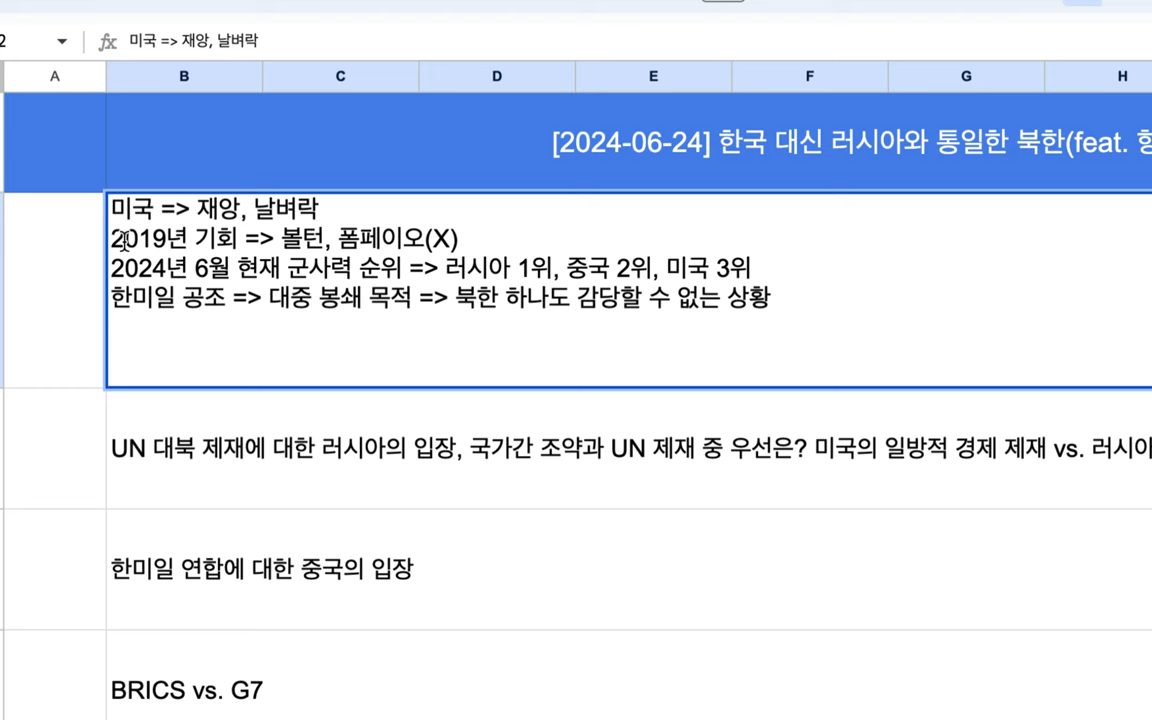 2
fx 미국 => 재앙, 날벼락
A B C D E F G H
[2024-06-24] 한국 대신 러시아와 통일한 북한(feat.
미국 => 재앙, 날벼락
2019년 기회 => 볼턴, 폼페이오(X)
2024년 6월 현재 군사력 순위 => 러시아 1위, 중국 2위, 미국 3위
한미일 공조 => 대중 봉쇄 목적 => 북한 하나도 감당할 수 없는 상황
UN 대북 제재에 대한 러시아의 입장, 국가간 조약과 UN 제재 중 우선은? 미국의 일방적 경제 제재 vs. 러시아
한미일 연합에 대한 중국의 입장
BRICS vs. G7